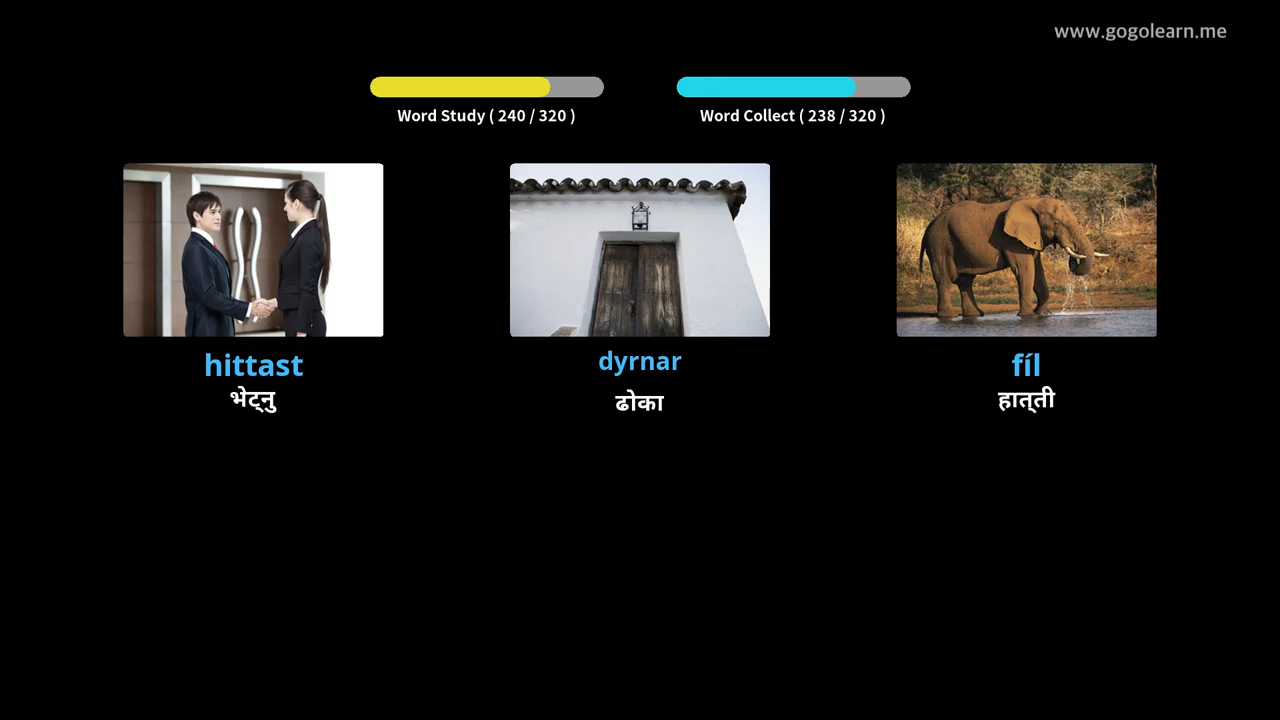 www.gogolearn.me
Word Study ( 240 / 320 )
Word Collect ( 238 / 320 )
hittast
भेट्नु
dyrnar
ढोका
fíl
हात्ती